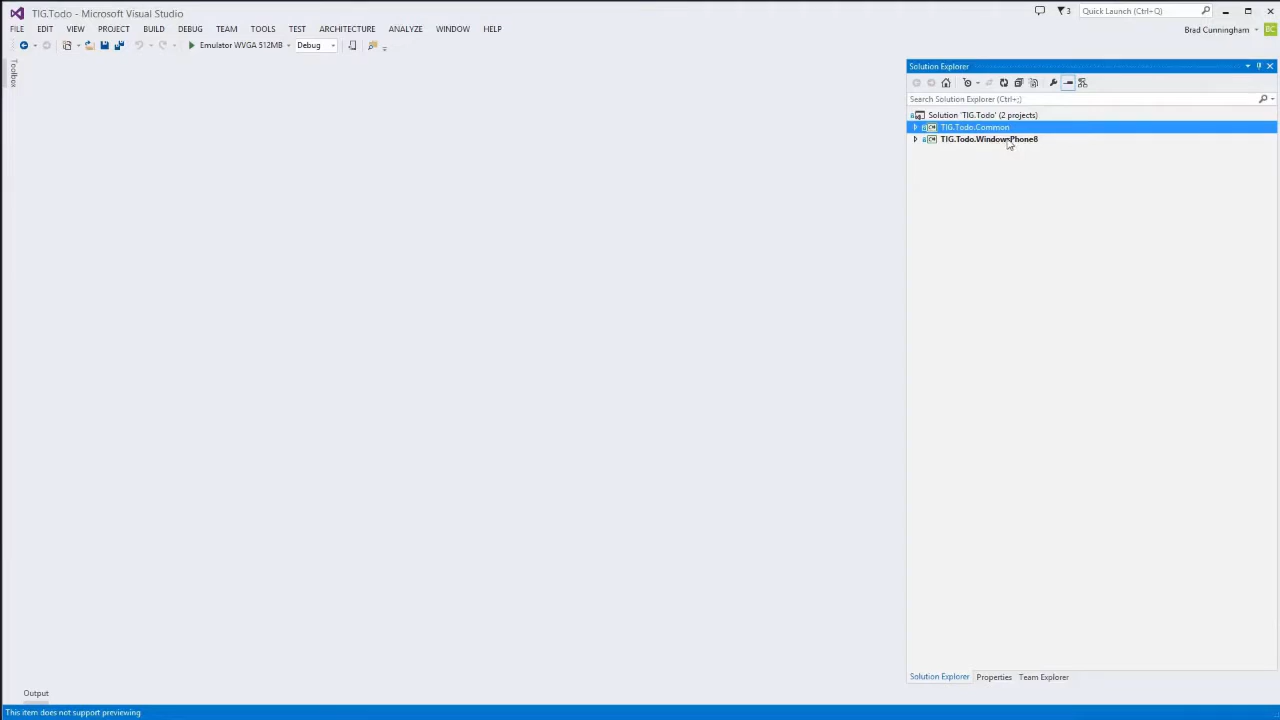 TIG.Todo - Microsoft Visual Studio
3
Quick Launch (Ctrl+Q)
FILE EDIT VIEW PROJECT BUILD DEBUG TEAM TOOLS TEST ARCHITECTURE ANALYZE WINDOW HELP
Brad Cunningham
BC
Emulator WVGA 512MB
Debug
Toolbox
Solution Explorer
Search Solution Explorer (Ctrl+;)
Solution 'TIG.Todo' (2 projects)
TIG.Todo.Common
TIG.Todo.WindowsPhone8
Solution Explorer Properties Team Explorer
Output
This item does not support previewing